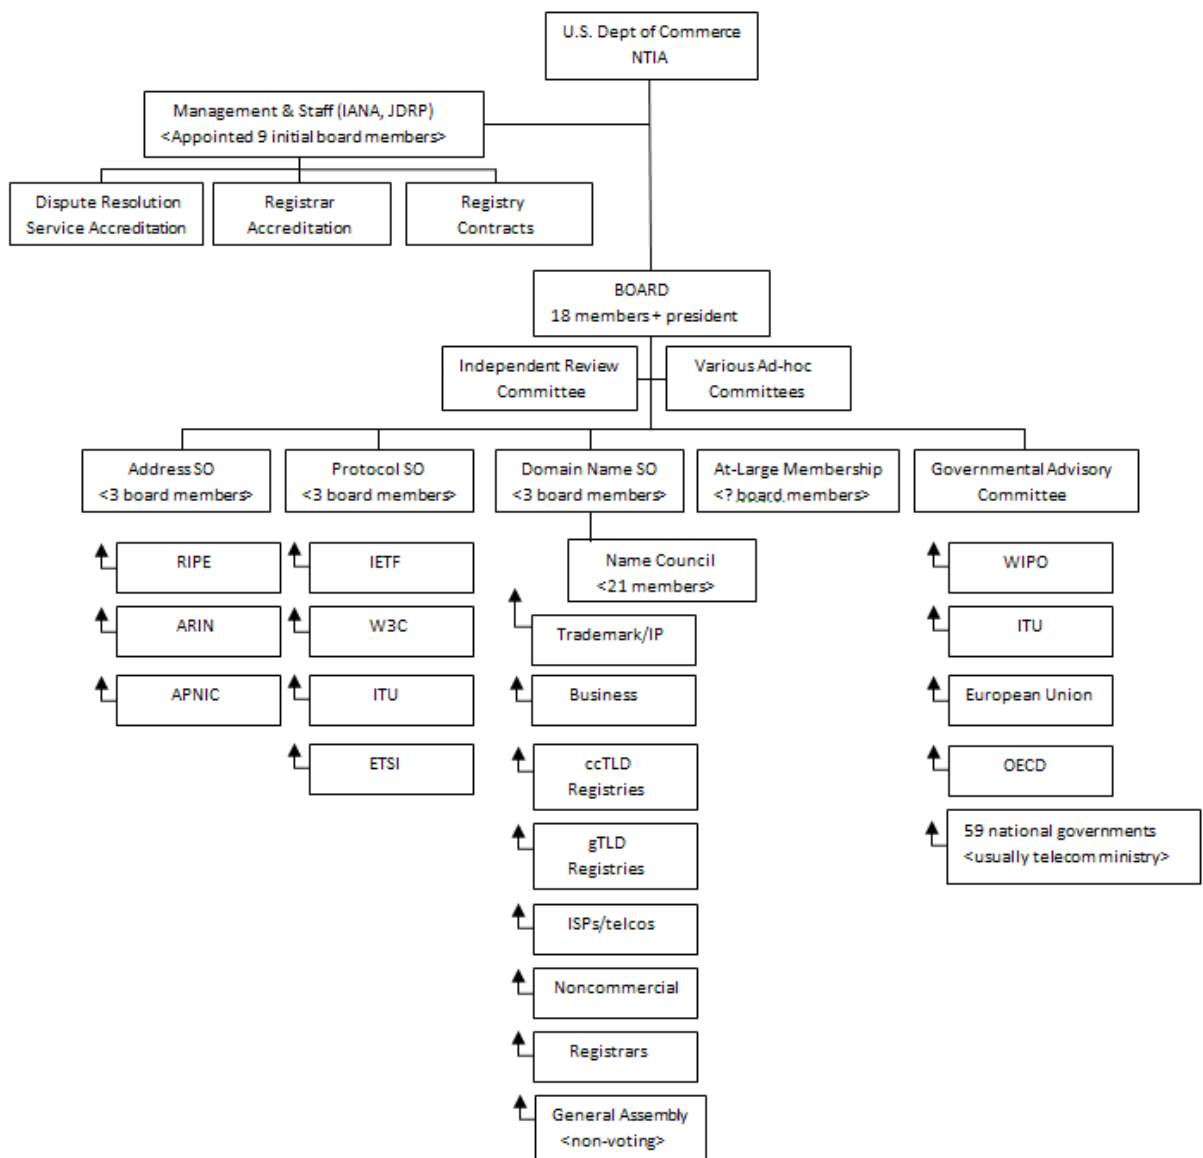 U.S. Dept of Commerce
NTIA
Management & Staff (IANA, JDRP)
<Appointed 9 initial board members>
Dispute Resolution
Service Accreditation
Registrar
Accreditation
Registry
Contracts
BOARD
18 members + president
Independent Review
Committee
Various Ad-hoc
Committees
Address SO
<3 board members>
Protocol SO
<3 board members>
Domain Name SO
<3 board members>
At-Large Membership
<? board members>
Governmental Advisory
Committee
RIPE
ARIN
APNIC
IETF
W3C
ITU
ETSI
Name Council
<21 members>
Trademark/IP
Business
ccTLD
Registries
gTLD
Registries
ISPs/telcos
Noncommercial
Registrars
General Assembly
<non-voting>
WIPO
ITU
European Union
OECD
59 national governments
<usually telecom ministry>